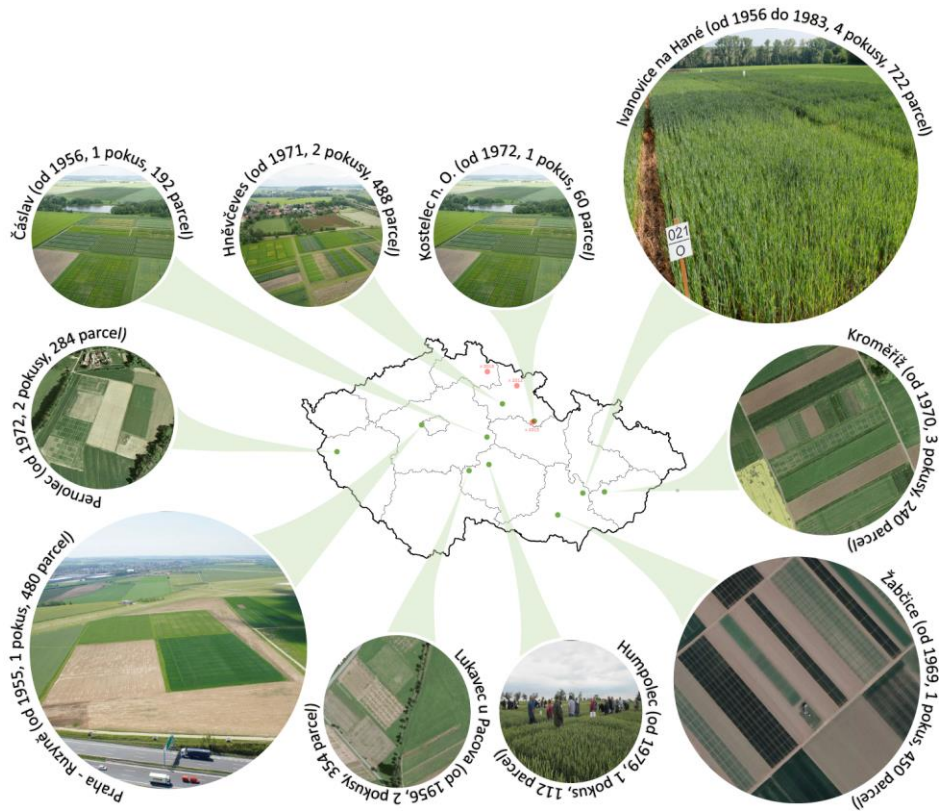 Čáslav (od 1956, 1 pokus, 192 parcel)
Hněvčeves (od 1971, 2 pokusy, 488 parcel)
Kostelec n. O. (od 1972, 1 pokus, 60 parcel)
Ivanovice na Hané (od 1956 do 1983, 4 pokusy, 722 parcel)
021
O
Pernolec (od 1972, 2 pokusy, 284 parcel)
Kroměříž (od 1970, 3 pokusy, 240 parcel)
Praha - Ruzyně (od 1955, 1 pokus, 480 parcel)
Lukavec u Pacova (od 1956, 2 pokusy, 354 parcel)
Humpolec (od 1979, 1 pokus, 112 parcel)
Žabčice (od 1969, 1 pokus, 450 parcel)